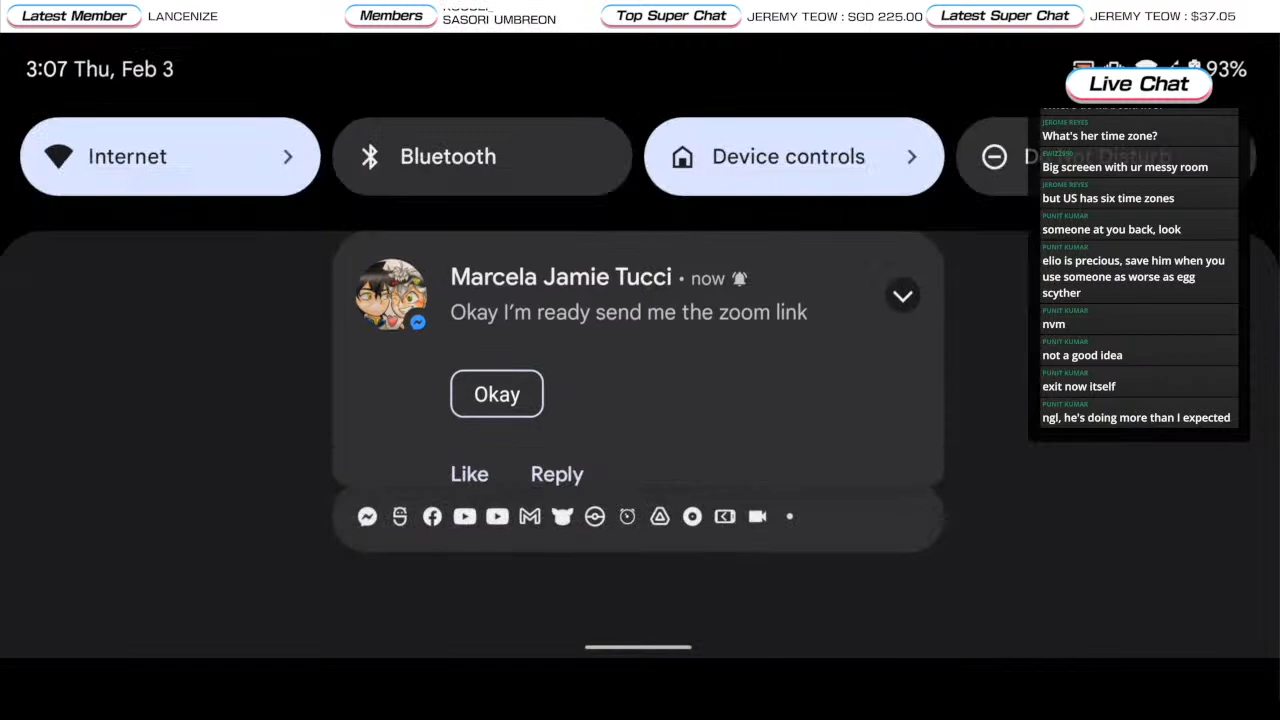 Latest Member LANCENIZE Members SASORI UMBREON Top Super Chat JEREMY TEOW : SGD 225.00 Latest Super Chat JEREMY TEOW : $37.05
3:07 Thu, Feb 3
93%
Live Chat
Internet
Bluetooth
Device controls
JEROME REYES
What's her time zone?
Big screeen with ur messy room
JEROME REYES
but US has six time zones
PUNIT KUMAR
someone at you back, look
PUNIT KUMAR
elio is precious, save him when you
use someone as worse as egg
scyther
PUNIT KUMAR
nvm
PUNIT KUMAR
not a good idea
PUNIT KUMAR
exit now itself
PUNIT KUMAR
ngl, he's doing more than I expected
Marcela Jamie Tucci • now
Okay I'm ready send me the zoom link
Okay
Like Reply